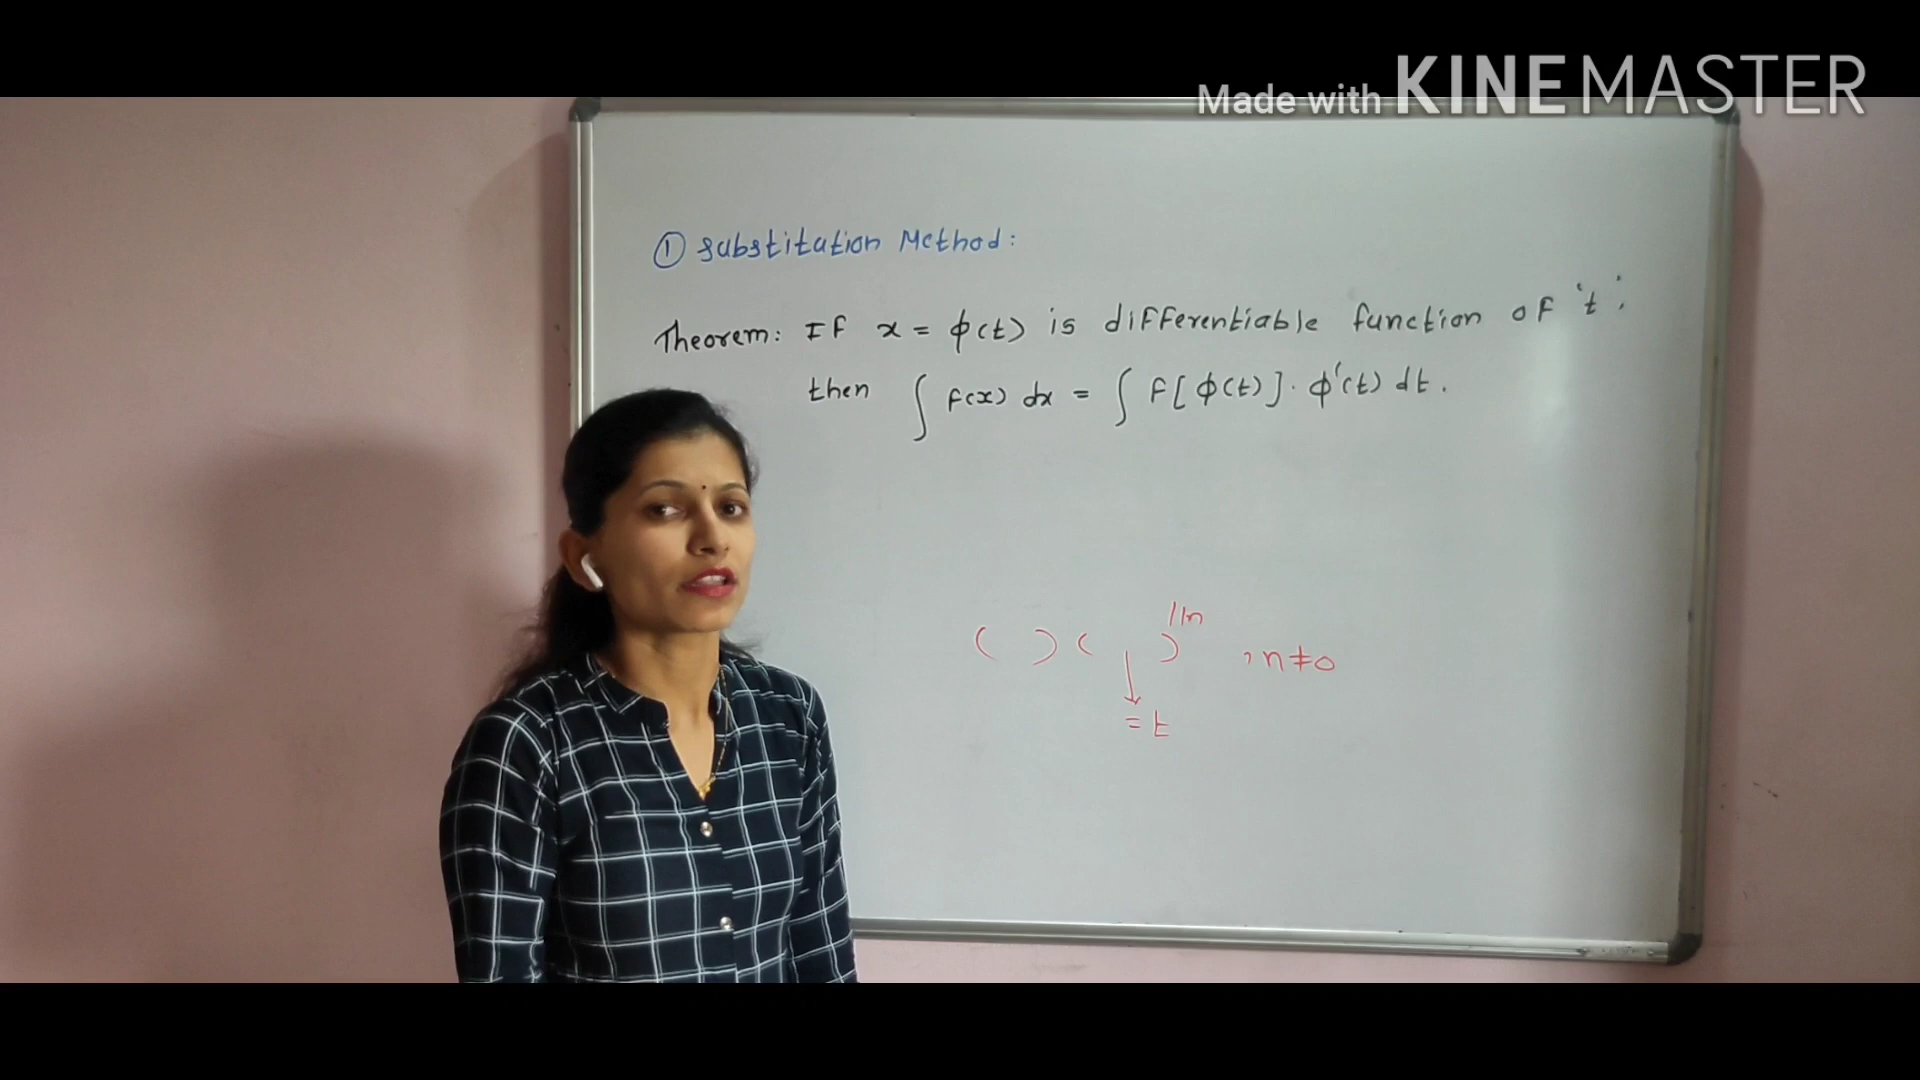 Made with KINEMASTER
① Substitution Method:
Theorem: If x = φ(t) is differentiable function of 't'.
then ∫ f(x) dx = ∫ f[φ(t)]. φ'(t) dt.
( ) ( )^1/n , n≠0
↓
= t